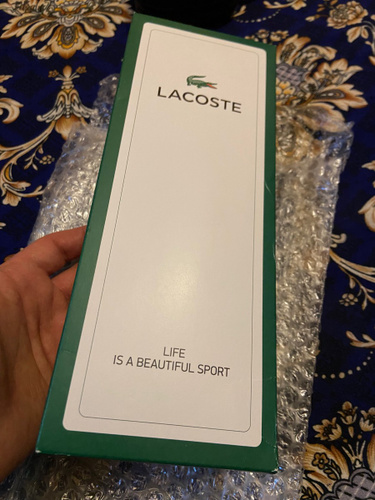 LACOSTE
LIFE
IS A BEAUTIFUL SPORT